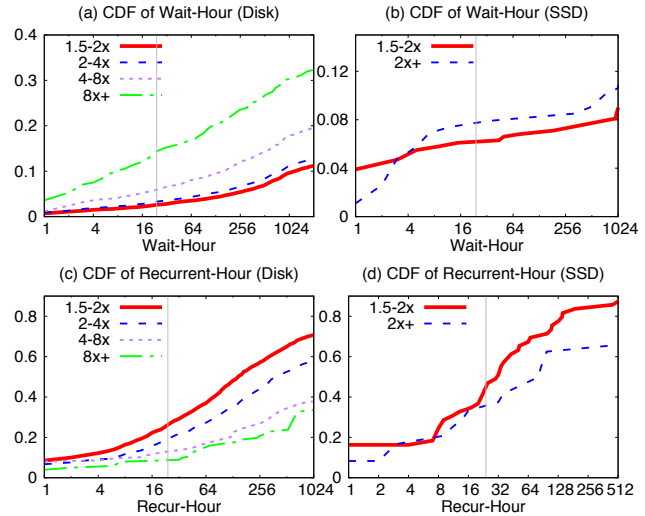 (a) CDF of Wait-Hour (Disk)
0.4
0.3
0.2
0.1
0
1.5-2x
2-4x
4-8x
8x+
1 4 16 64 256 1024
Wait-Hour
(b) CDF of Wait-Hour (SSD)
0.12
0.08
0.04
0
1.5-2x
2x+
1 4 16 64 256 1024
Wait-Hour
(c) CDF of Recurrent-Hour (Disk)
0.8
0.6
0.4
0.2
0
1.5-2x
2-4x
4-8x
8x+
1 4 16 64 256 1024
Recur-Hour
(d) CDF of Recurrent-Hour (SSD)
0.8
0.6
0.4
0.2
0
1.5-2x
2x+
1 2 4 8 16 32 64 128 256 512
Recur-Hour